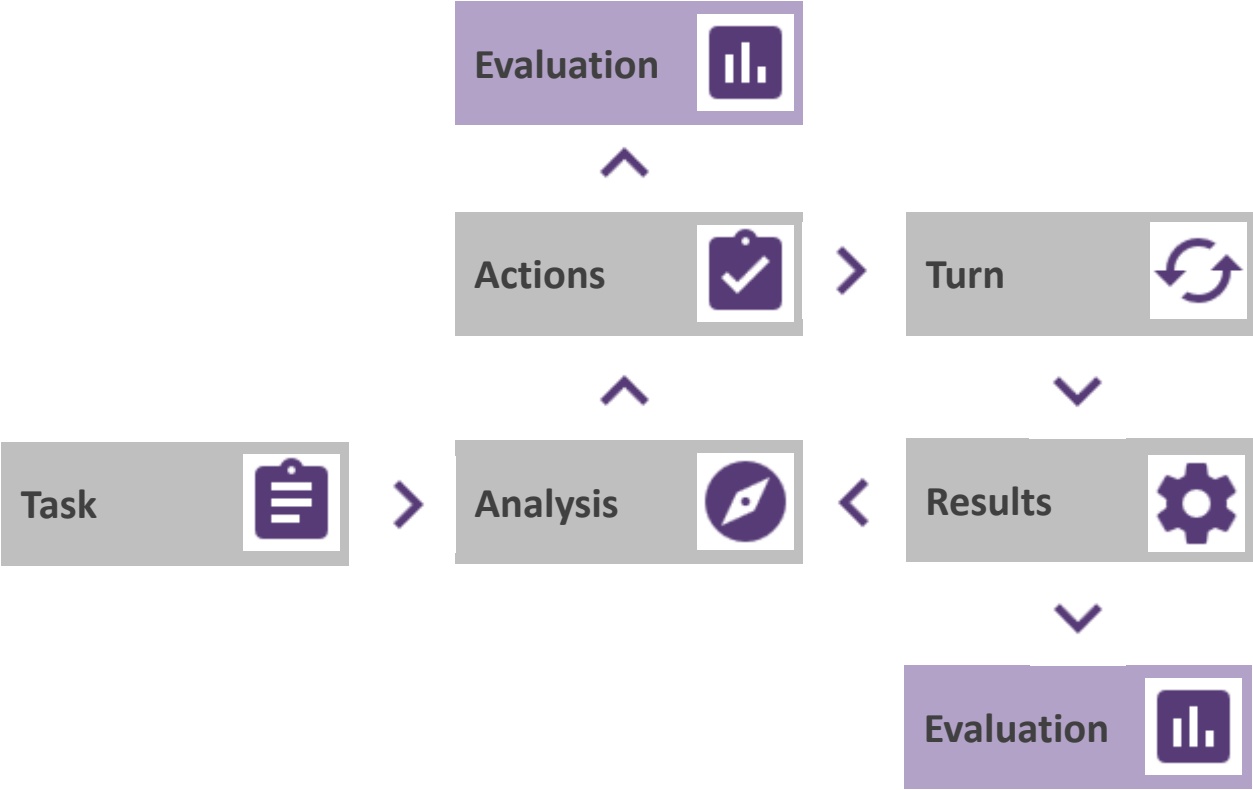 Evaluation
Actions
Turn
Task
Analysis
Results
Evaluation